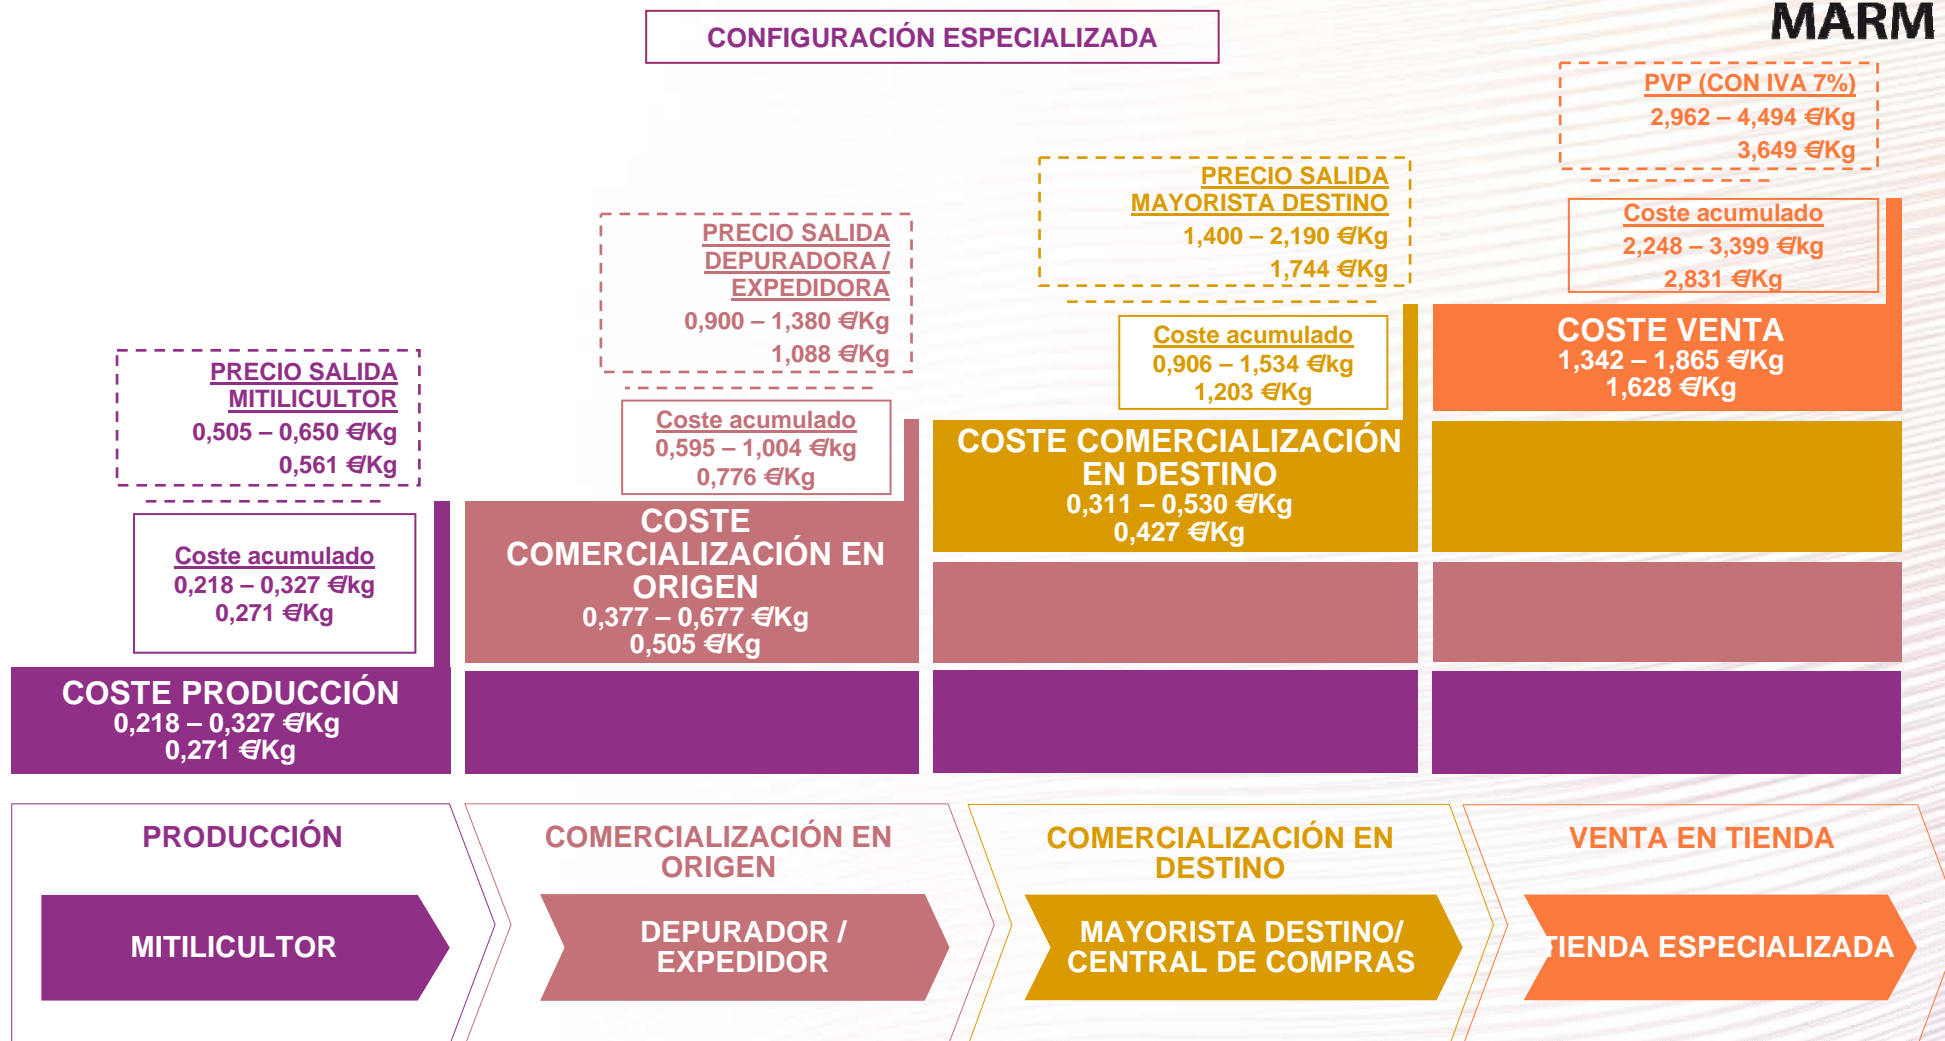 MARM
CONFIGURACIÓN ESPECIALIZADA
PVP (CON IVA 7%)
2,962 – 4,494 €/Kg
3,649 €/Kg
PRECIO SALIDA
MAYORISTA DESTINO
1,400 – 2,190 €/Kg
1,744 €/Kg
Coste acumulado
2,248 – 3,399 €/kg
2,831 €/Kg
PRECIO SALIDA
DEPURADORA /
EXPEDIDORA
0,900 – 1,380 €/Kg
1,088 €/Kg
Coste acumulado
0,906 – 1,534 €/kg
1,203 €/Kg
COSTE VENTA
1,342 – 1,865 €/Kg
1,628 €/Kg
PRECIO SALIDA
MITILICULTOR
0,505 – 0,650 €/Kg
0,561 €/Kg
Coste acumulado
0,595 – 1,004 €/kg
0,776 €/Kg
COSTE COMERCIALIZACIÓN
EN DESTINO
0,311 – 0,530 €/Kg
0,427 €/Kg
Coste acumulado
0,218 – 0,327 €/kg
0,271 €/Kg
COSTE
COMERCIALIZACIÓN EN
ORIGEN
0,377 – 0,677 €/Kg
0,505 €/Kg
COSTE PRODUCCIÓN
0,218 – 0,327 €/Kg
0,271 €/Kg
PRODUCCIÓN
COMERCIALIZACIÓN EN
ORIGEN
COMERCIALIZACIÓN EN
DESTINO
VENTA EN TIENDA
MITILICULTOR
DEPURADOR /
EXPEDIDOR
MAYORISTA DESTINO/
CENTRAL DE COMPRAS
TIENDA ESPECIALIZADA